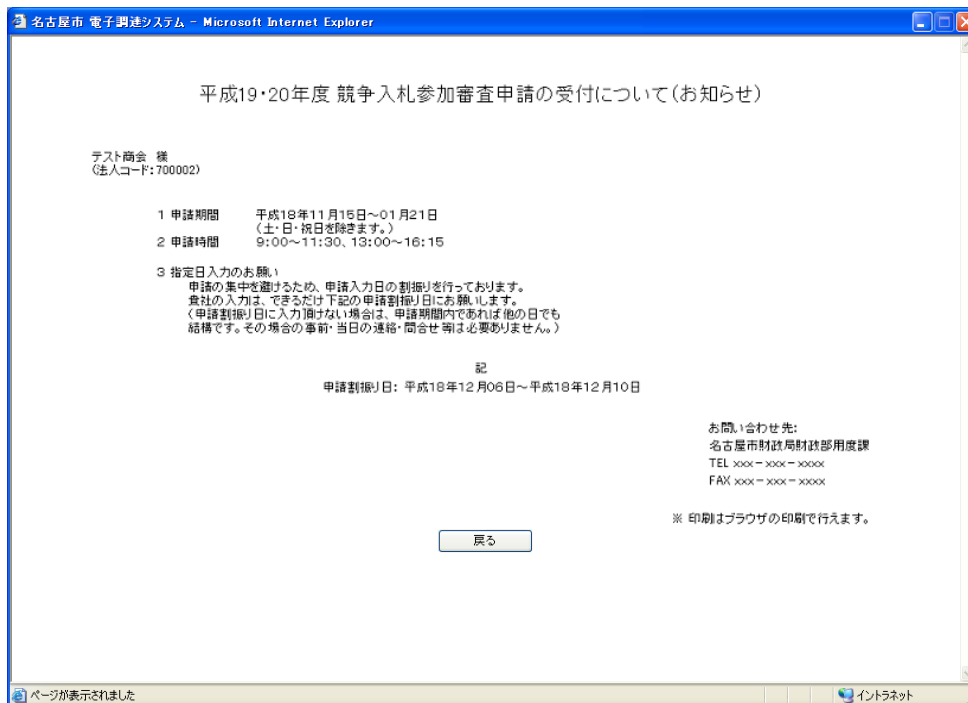 名古屋市 電子調達システム - Microsoft Internet Explorer
平成19・20年度 競争入札参加審査申請の受付について(お知らせ)
テスト商会 様
(法人コード:700002)
1 申請期間 平成18年11月15日～01月21日
(土・日・祝日を除きます。)
2 申請時間 9:00～11:30、13:00～16:15
3 指定日入力のお願い
申請の集中を避けるため、申請入力日の割振りを行っております。
貴社の入力は、できるだけ下記の申請割振り日にお願いします。
(申請割振り日に入力頂けない場合は、申請期間内であれば他の日でも
結構です。その場合の事前・当日の連絡・問合せ等は必要ありません。)
記
申請割振り日: 平成18年12月06日～平成18年12月10日
お問い合わせ先:
名古屋市財政局財政部用度課
TEL xxx-xxx-xxxx
FAX xxx-xxx-xxxx
※ 印刷はブラウザの印刷で行えます。
戻る
ページが表示されました
イントラネット